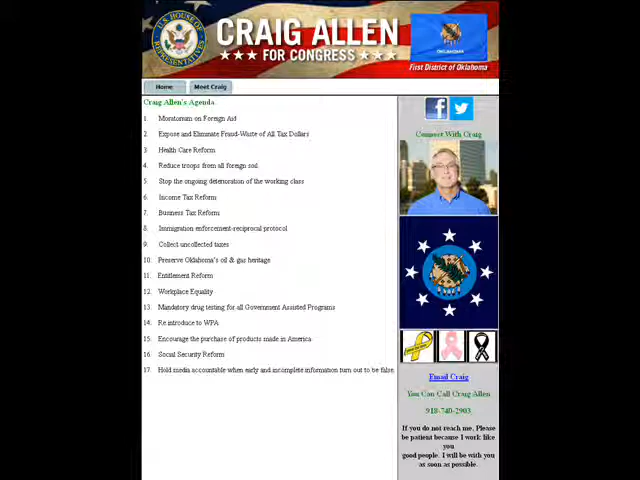 U.S. HOUSE OF REPRESENTATIVES
CRAIG ALLEN
FOR CONGRESS
OKLAHOMA
First District of Oklahoma
Home
Meet Craig
Craig Allen's Agenda
1. Moratorium on Foreign Aid
2. Expose and Eliminate Fraud-Waste of All Tax Dollars
3. Health Care Reform
4. Reduce troops from all foreign soil
5. Stop the ongoing deterioration of the working class
6. Income Tax Reform
7. Business Tax Reform
8. Immigration enforcement-reciprocal protocol
9. Collect uncollected taxes
10. Preserve Oklahoma's oil & gas heritage
11. Entitlement Reform
12. Workplace Equality
13. Mandatory drug testing for all Government Assisted Programs
14. Re introduce to WPA
15. Encourage the purchase of products made in America
16. Social Security Reform
17. Hold media accountable when early and incomplete information turn out to be false.
Connect With Craig
Email Craig
You Can Call Craig Allen
918-740-2903
If you do not reach me, Please
be patient because I work like
you
good people. I will be with you
as soon as possible.